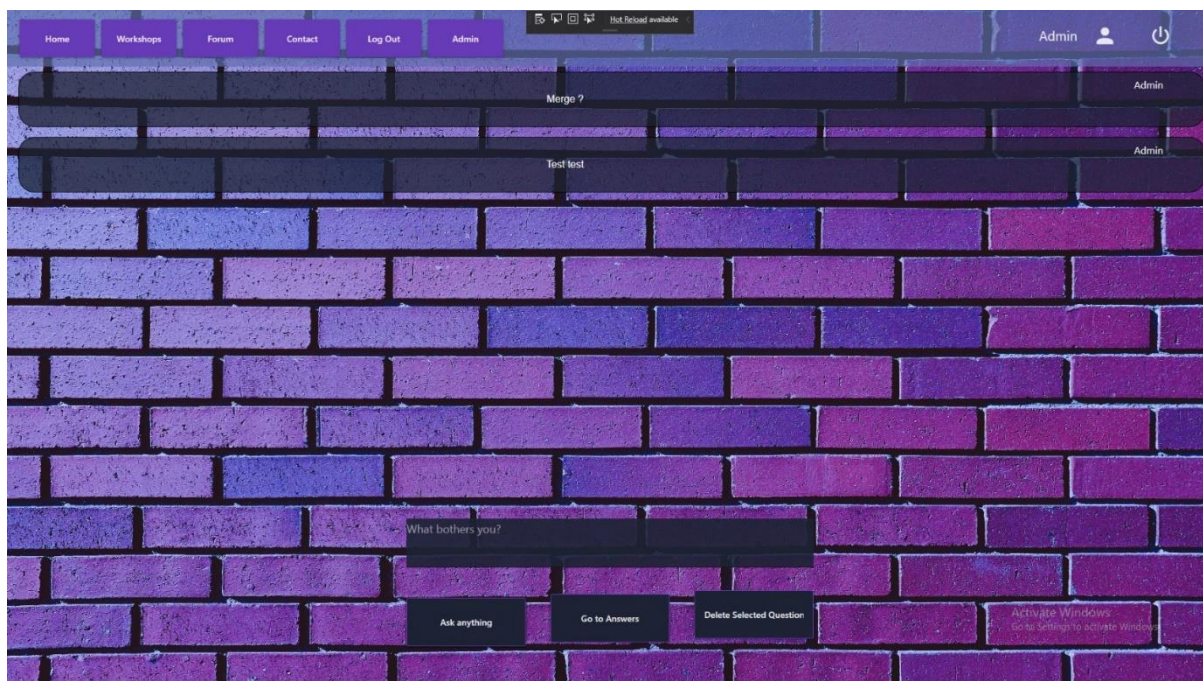 Hot Reload available
Home Workshops Forum Contact Log Out Admin Admin
Admin
Merge ?
Admin
Test test
What bothers you?
Ask anything Go to Answers Delete Selected Question
Activate Windows
Go to Settings to activate Windows.